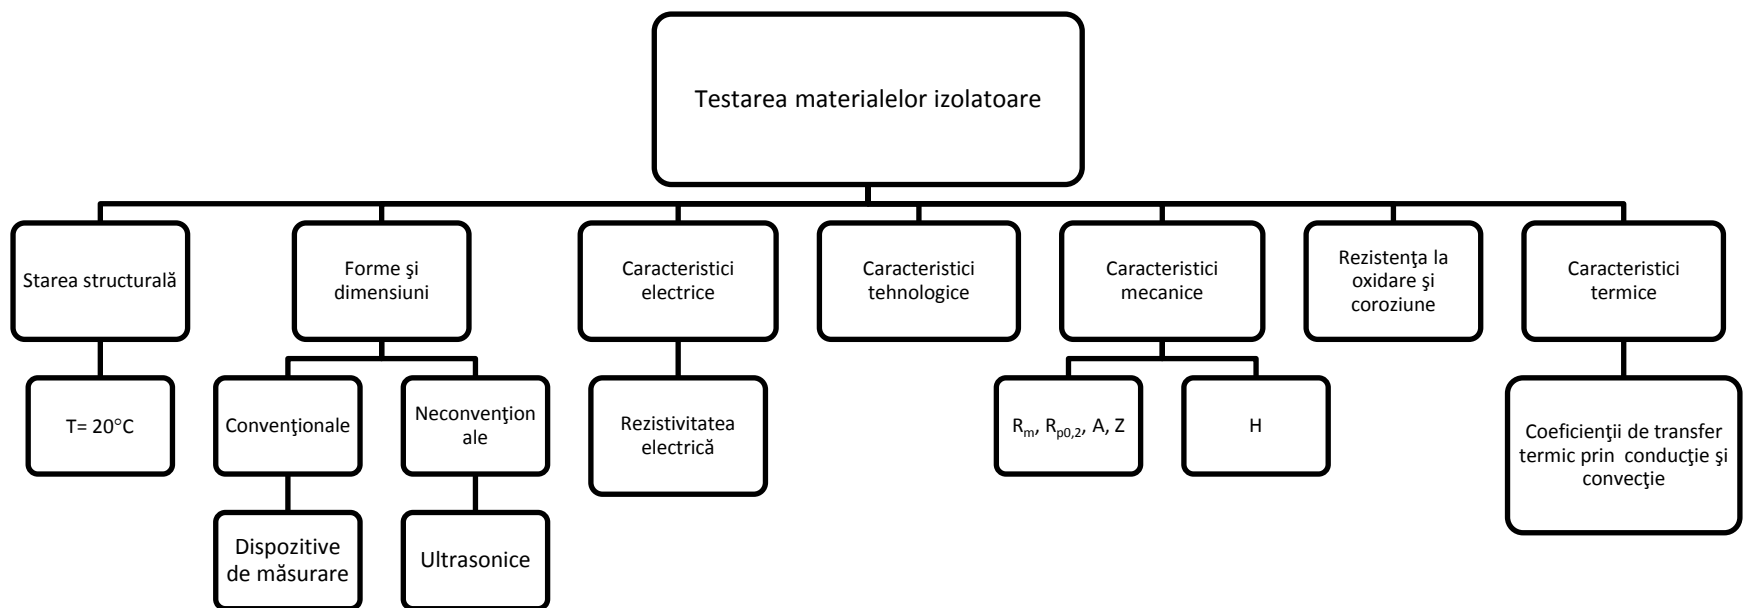 Testarea materialelor izolatoare
Starea structurală
Forme şi
dimensiuni
Caracteristici
electrice
Caracteristici
tehnologice
Caracteristici
mecanice
Rezistenţa la
oxidare şi
coroziune
Caracteristici
termice
T= 20°C
Convenţionale
Neconvenţion
ale
Rezistivitatea
electrică
Rm, Rp0,2, A, Z
H
Coeficienţii de transfer
termic prin conducţie şi
convecţie
Dispozitive
de măsurare
Ultrasonice